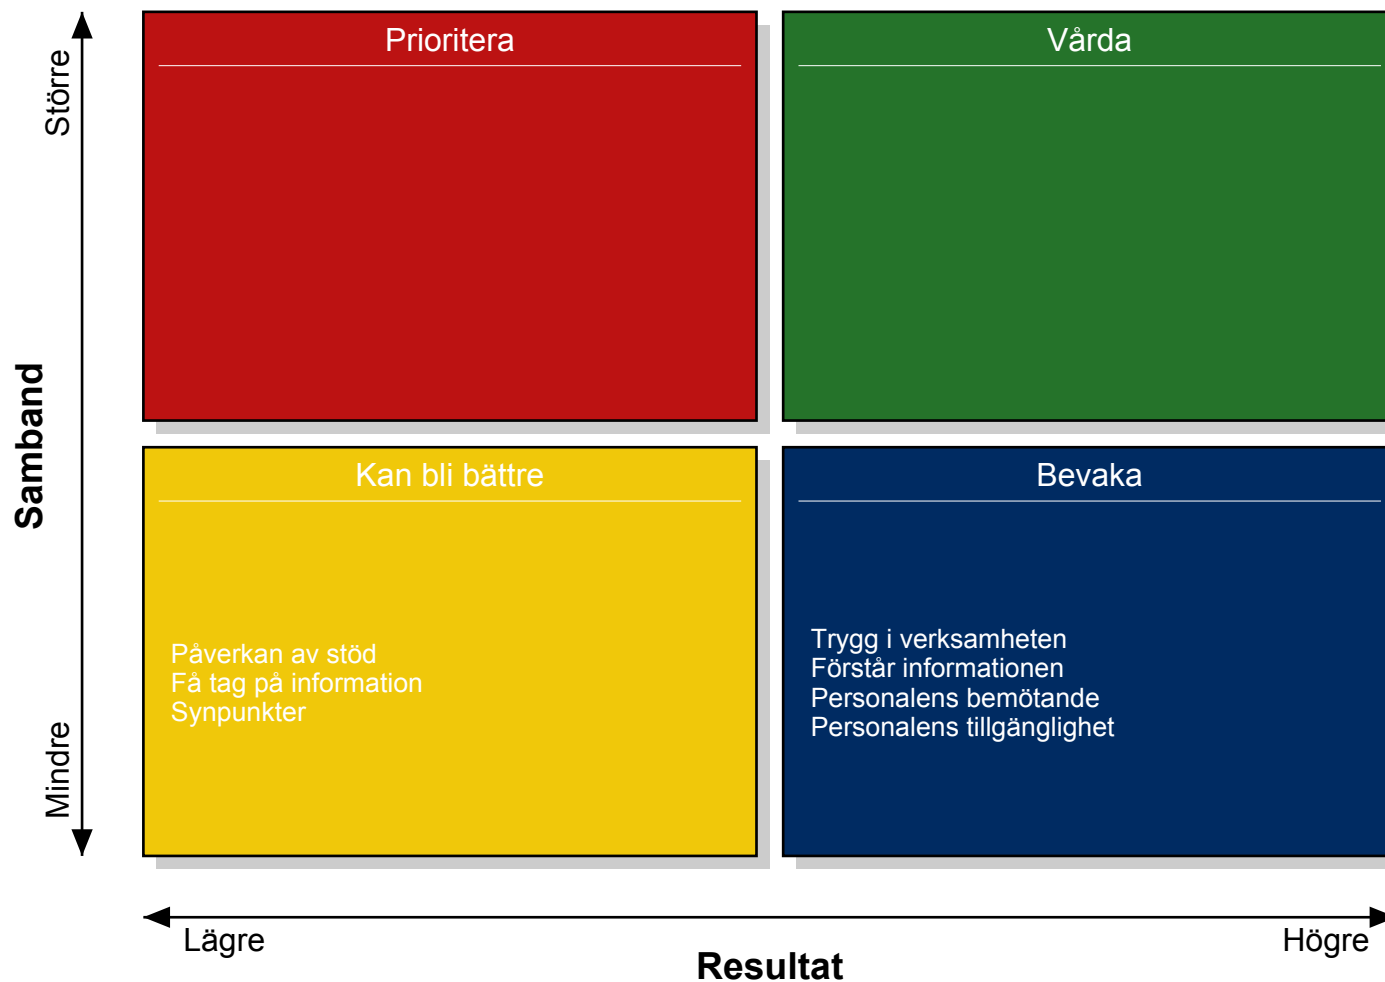 Prioritera
Vårda
Större
Samband
Mindre
Kan bli bättre
Påverkan av stöd
Få tag på information
Synpunkter
Bevaka
Trygg i verksamheten
Förstår informationen
Personalens bemötande
Personalens tillgänglighet
Lägre
Högre
Resultat